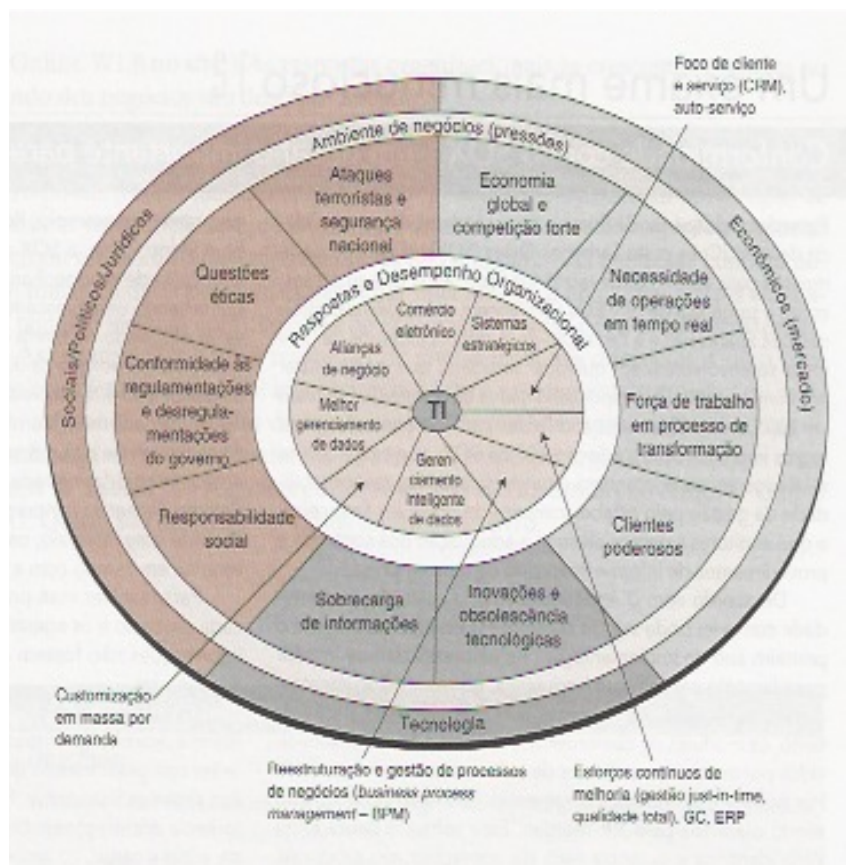 Foco de cliente
e serviço (CRM),
auto-serviço
Ambiente de negócios (pressões)
Sociais/Políticos/Jurídicos
Econômicos (mercado)
Tecnologia
Ataques
terroristas e
segurança
nacional
Economia
global e
competição forte
Questões
éticas
Necessidade
de operações
em tempo real
Conformidade às
regulamentações
e desregula-
mentações
do governo
Força de trabalho
em processo de
transformação
Responsabilidade
social
Clientes
poderosos
Sobrecarga
de informações
Inovações e
obsolescência
tecnológicas
Respostas e Desempenho Organizacional
Comércio
eletrônico
Sistemas
estratégicos
Alianças
de negócio
Melhor
gerenciamento
de dados
TI
Geren-
ciamento
Inteligente
de dados
Customização
em massa por
demanda
Reestruturação e gestão de processos
de negócios (business process
management – BPM)
Esforços contínuos de
melhoria (gestão just-in-time,
qualidade total), GC, ERP